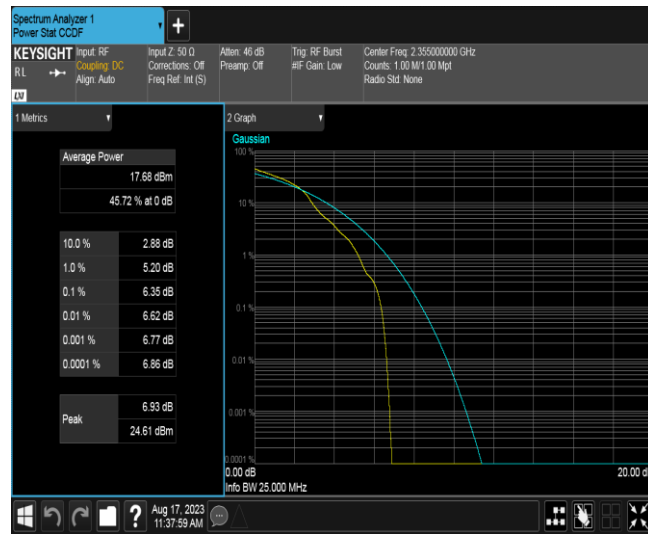 Spectrum Analyzer 1
Power Stat CCDF
+
KEYSIGHT
RL
LXI
Input: RF
Coupling: DC
Align: Auto
Input Z: 50 Ω
Corrections: Off
Freq Ref: Int (S)
Atten: 46 dB
Preamp: Off
Trig: RF Burst
#IF Gain: Low
Center Freq: 2.355000000 GHz
Counts: 1.00 M/1.00 Mpt
Radio Std: None
1 Metrics
Average Power
17.68 dBm
45.72 % at 0 dB
10.0 % 2.88 dB
1.0 % 5.20 dB
0.1 % 6.35 dB
0.01 % 6.62 dB
0.001 % 6.77 dB
0.0001 % 6.86 dB
Peak
6.93 dB
24.61 dBm
2 Graph
Gaussian
100 %
10 %
1 %
0.1 %
0.01 %
0.001 %
0.0001 %
0.00 dB
20.00 d
Info BW 25.000 MHz
?
Aug 17, 2023
11:37:59 AM